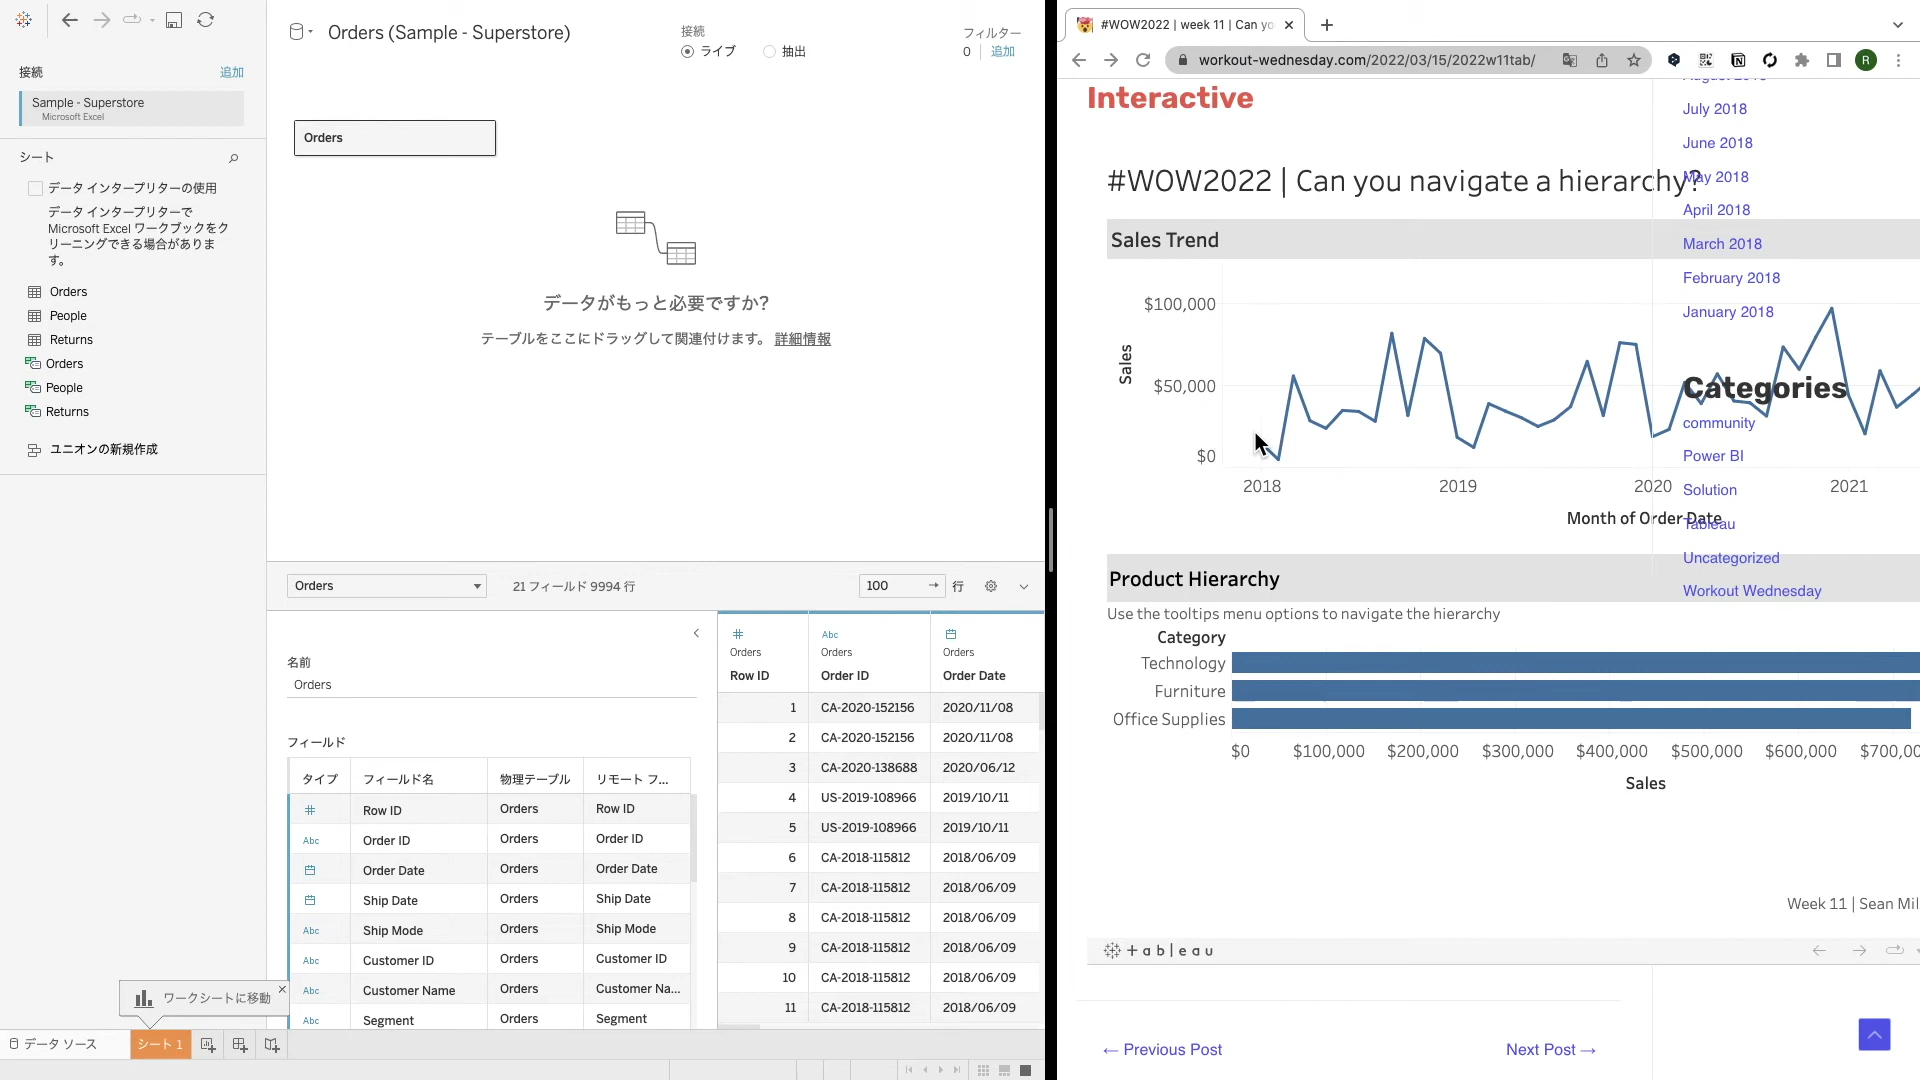 Orders (Sample - Superstore)
接続
ライブ
抽出
フィルター
0
追加
接続
追加
Sample - Superstore
Microsoft Excel
シート
データ インタープリターの使用
データ インタープリターで
Microsoft Excel ワークブックをク
リーニングできる場合がありま
す。
Orders
People
Returns
Orders
People
Returns
ユニオンの新規作成
Orders
データがもっと必要ですか?
テーブルをここにドラッグして関連付けます。 詳細情報
Orders
21 フィールド 9994 行
100
行
名前
Orders
フィールド
タイプ フィールド名 物理テーブル リモート フ...
Row ID Orders Row ID
Abc Order ID Orders Order ID
Order Date Orders Order Date
Ship Date Orders Ship Date
Abc Ship Mode Orders Ship Mode
Abc Customer ID Orders Customer ID
Abc Customer Name Orders Customer Na...
Abc Segment Orders Segment
Abc
Orders Orders Orders
Row ID Order ID Order Date
1 CA-2020-152156 2020/11/08
2 CA-2020-152156 2020/11/08
3 CA-2020-138688 2020/06/12
4 US-2019-108966 2019/10/11
5 US-2019-108966 2019/10/11
6 CA-2018-115812 2018/06/09
7 CA-2018-115812 2018/06/09
8 CA-2018-115812 2018/06/09
9 CA-2018-115812 2018/06/09
10 CA-2018-115812 2018/06/09
11 CA-2018-115812 2018/06/09
ワークシートに移動
データ ソース
シート 1
#WOW2022 | week 11 | Can yo
workout-wednesday.com/2022/03/15/2022w11tab/
R
Interactive
#WOW2022 | Can you navigate a hierarchy?
Sales Trend
$100,000
$50,000
$0
Sales
2018 2019 2020 2021
Month of Order Date
Product Hierarchy
Use the tooltips menu options to navigate the hierarchy
Category
Technology
Furniture
Office Supplies
$0 $100,000 $200,000 $300,000 $400,000 $500,000 $600,000 $700,00
Sales
Week 11 | Sean Mil
+ableau
← Previous Post
Next Post →
August 2018
July 2018
June 2018
May 2018
April 2018
March 2018
February 2018
January 2018
Categories
community
Power BI
Solution
Tableau
Uncategorized
Workout Wednesday